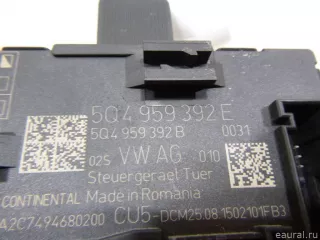 5Q4 959 392 E
5Q4 959 392 B 0031
02S VW AG 010
Steuergeraet Tuer
CONTINENTAL Made in Romania
A2C7494680200 CU5-DCM25.08.1502101FB3
eaural.ru